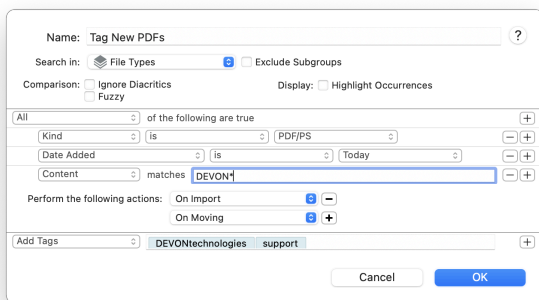 Name: Tag New PDFs ?
Search in: File Types Exclude Subgroups
Comparison: Ignore Diacritics Display: Highlight Occurrences
Fuzzy
All of the following are true
Kind is PDF/PS
Date Added is Today
Content matches DEVON*
Perform the following actions: On Import
On Moving
Add Tags DEVONtechnologies support
Cancel OK